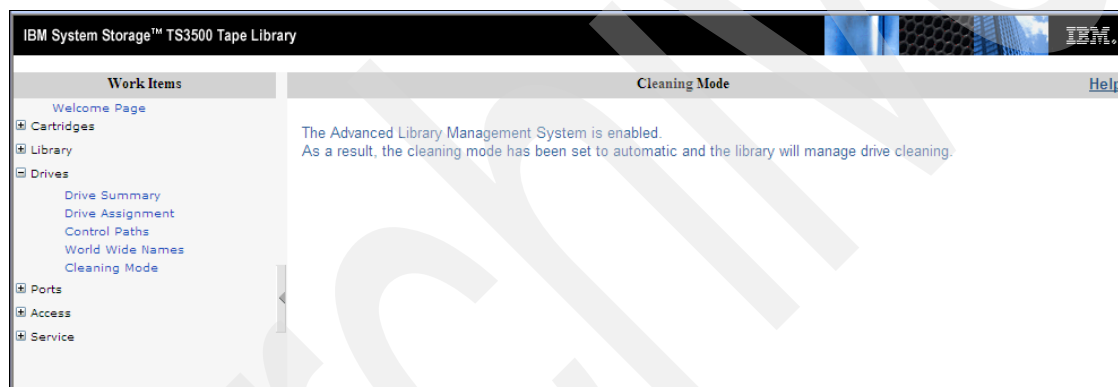 IBM System Storage™ TS3500 Tape Library
IBM.
Work Items
Cleaning Mode
Help
Welcome Page
Cartridges
Library
Drives
Drive Summary
Drive Assignment
Control Paths
World Wide Names
Cleaning Mode
Ports
Access
Service
The Advanced Library Management System is enabled.
As a result, the cleaning mode has been set to automatic and the library will manage drive cleaning.